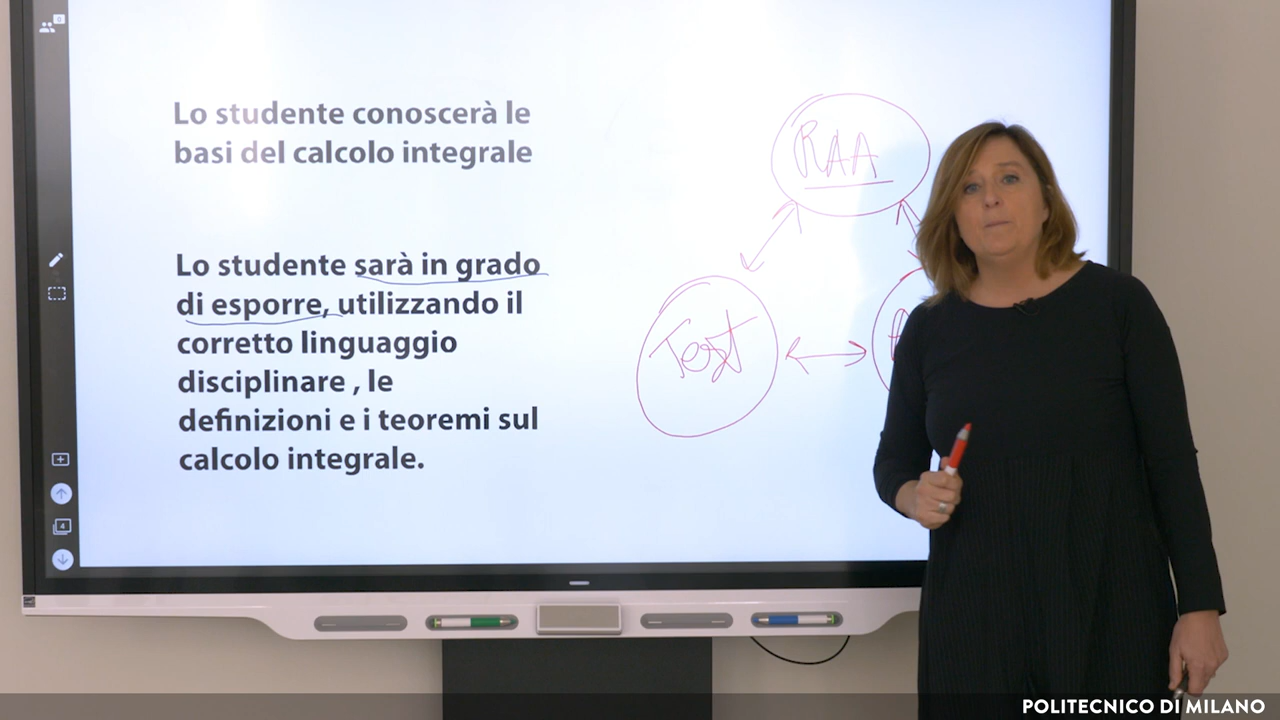 Lo studente conoscerà le
basi del calcolo integrale
Lo studente sarà in grado
di esporre, utilizzando il
corretto linguaggio
disciplinare , le
definizioni e i teoremi sul
calcolo integrale.
RAA
Test
4
POLITECNICO DI MILANO